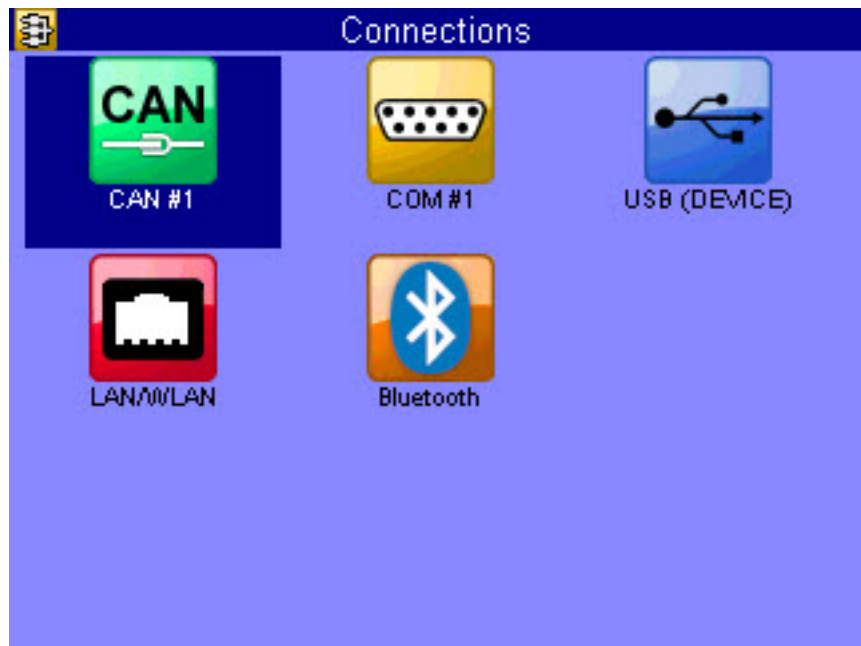 Connections
CAN
CAN #1
COM #1
USB (DEVICE)
LAN/WLAN
Bluetooth